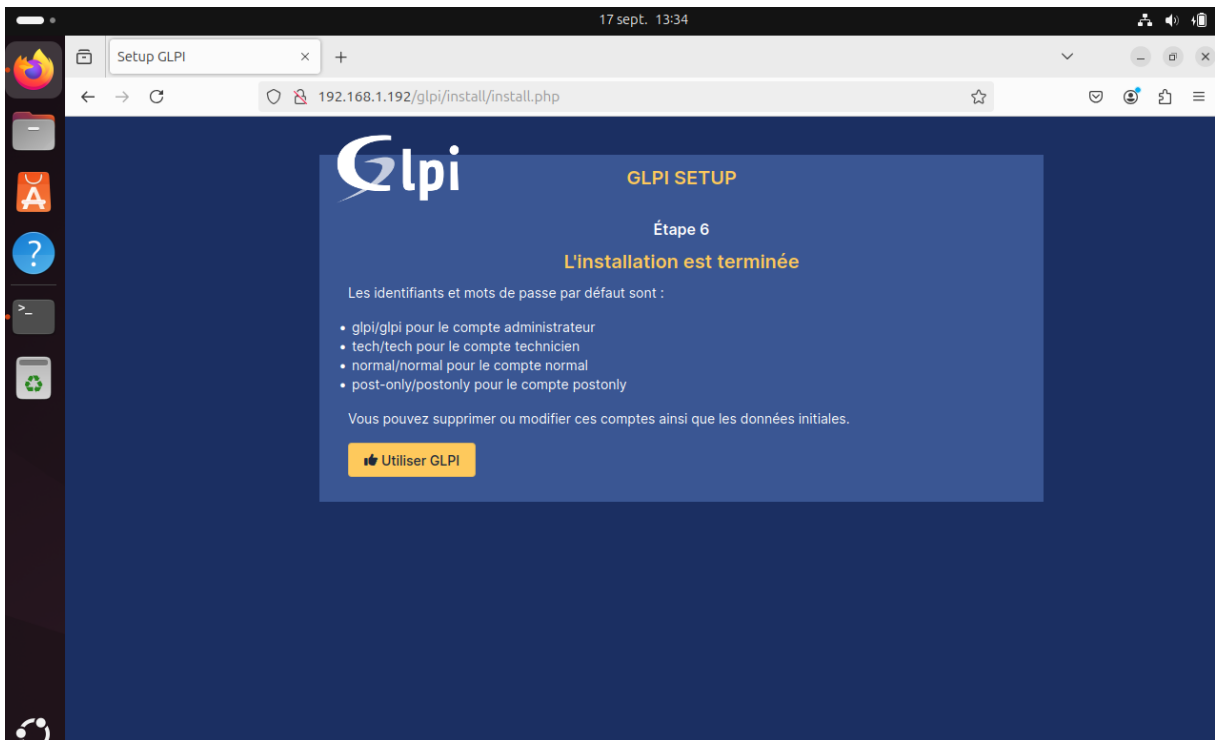 17 sept. 13:34
Setup GLPI
192.168.1.192/glpi/install/install.php
Glpi
GLPI SETUP
Étape 6
L'installation est terminée
Les identifiants et mots de passe par défaut sont :
• glpi/glpi pour le compte administrateur
• tech/tech pour le compte technicien
• normal/normal pour le compte normal
• post-only/postonly pour le compte postonly
Vous pouvez supprimer ou modifier ces comptes ainsi que les données initiales.
Utiliser GLPI